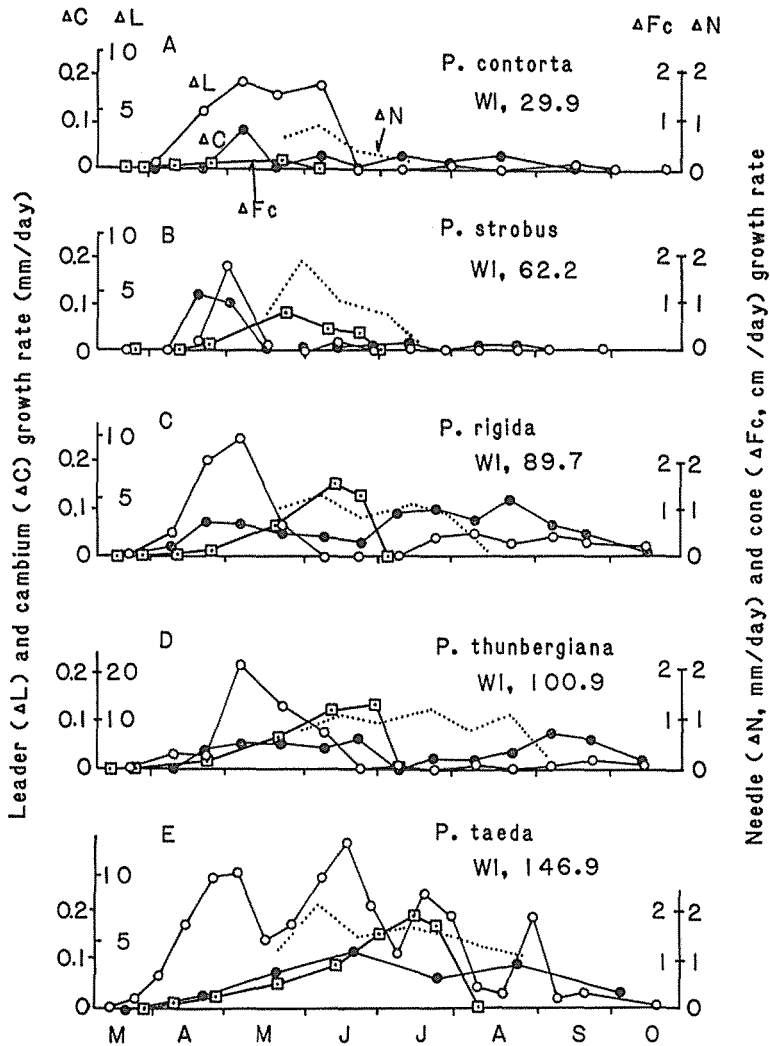 ΔC ΔL
ΔFc ΔN
10
A
P. contorta
WI, 29.9
ΔL
0.2
2 2
5
ΔN
0.1
ΔC
1 1
0
0 0
ΔFc
10
B
P. strobus
WI, 62.2
0.2
2 2
5
0.1
1 1
0
0 0
C
P. rigida
WI, 89.7
10
0.2
2 2
5
0.1
1 1
0
0 0
D
P. thunbergiana
WI, 100.9
0.2 20
2 2
0.1 10
1 1
0
0 0
E
P. taeda
WI, 146.9
10
0.2
2 2
5
0.1
1 1
0
0 0
M A M J J A S O
Leader (ΔL) and cambium (ΔC) growth rate (mm/day)
Needle (ΔN, mm/day) and cone (ΔFc, cm/day) growth rate